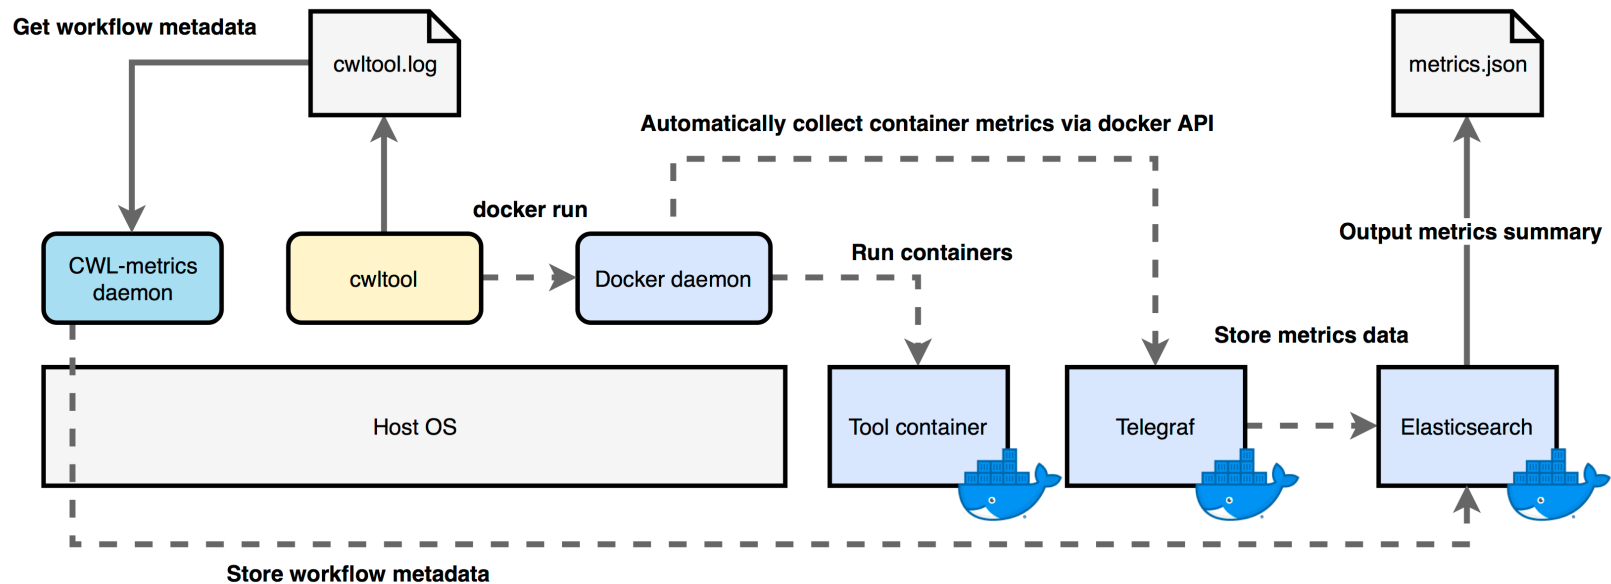 Get workflow metadata
cwltool.log
metrics.json
Automatically collect container metrics via docker API
docker run
Output metrics summary
Run containers
CWL-metrics
daemon
cwltool
Docker daemon
Store metrics data
Host OS
Tool container
Telegraf
Elasticsearch
Store workflow metadata